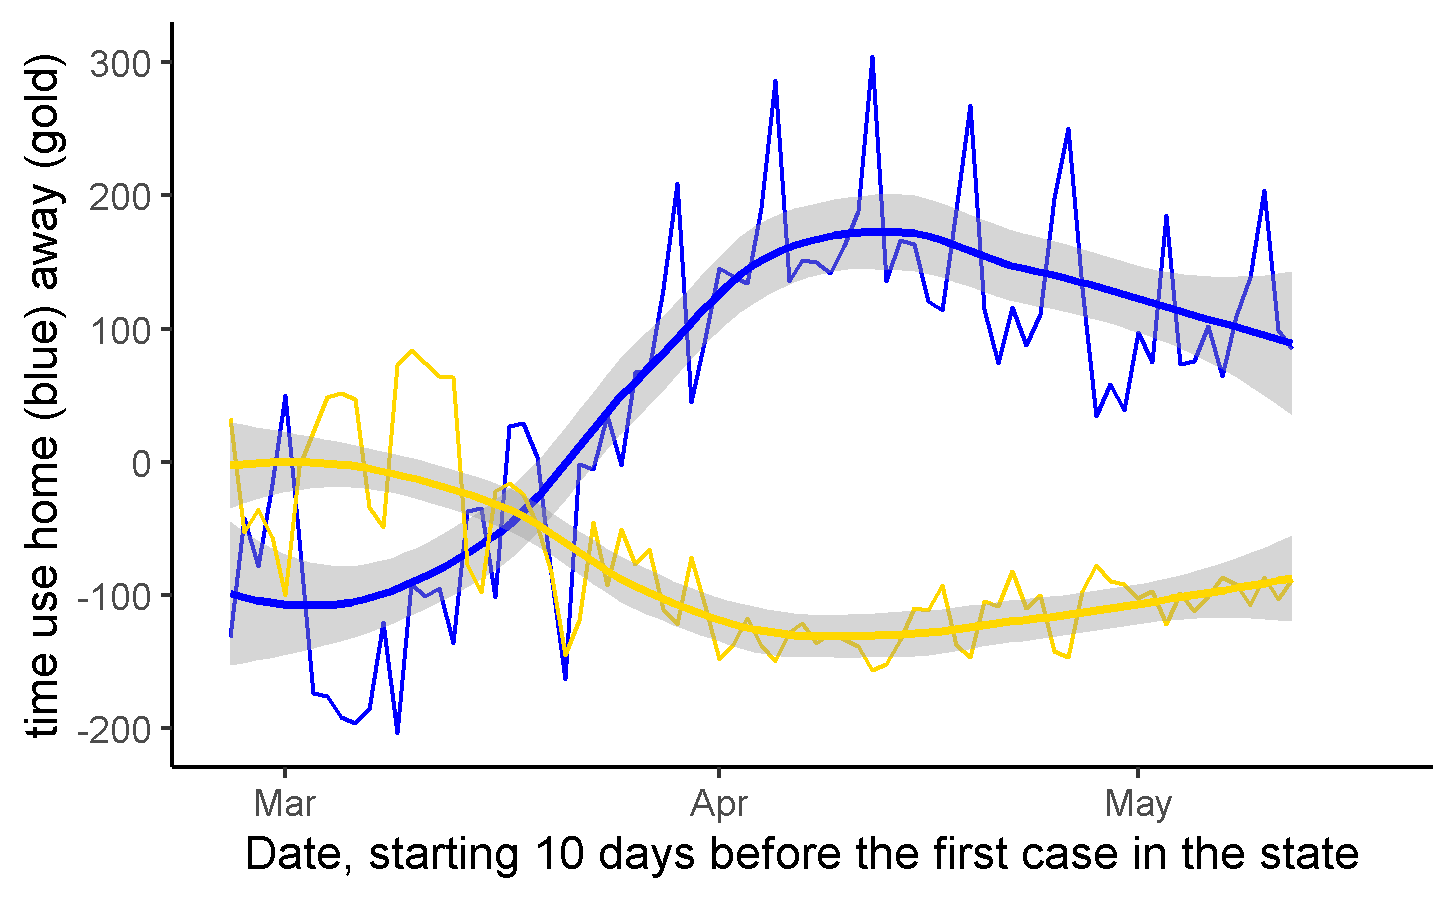 time use home (blue) away (gold)
300
200
100
0
-100
-200
Mar
Apr
May
Date, starting 10 days before the first case in the state